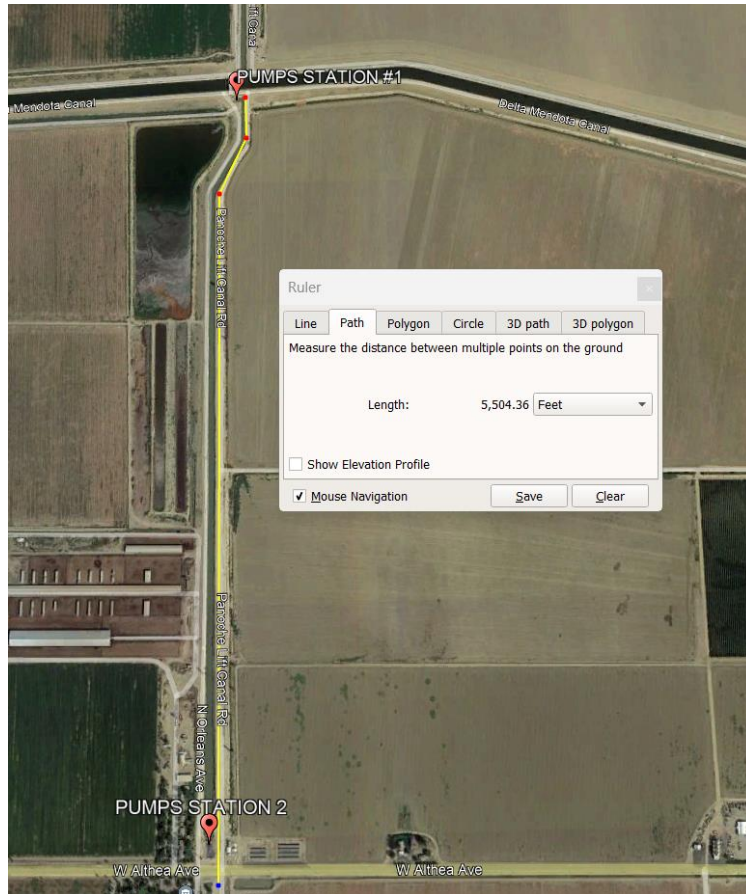 ift Canal
PUMPS STATION #1
a Mendota Canal
Delta Mendota Canal
Panoche Lift Canal Rd
Ruler
Line Path Polygon Circle 3D path 3D polygon
Measure the distance between multiple points on the ground
Length: 5,504.36 Feet
Show Elevation Profile
Mouse Navigation Save Clear
Panoche Lift Canal Rd
N Orleans Ave
PUMPS STATION 2
W Althea Ave
W Althea Ave